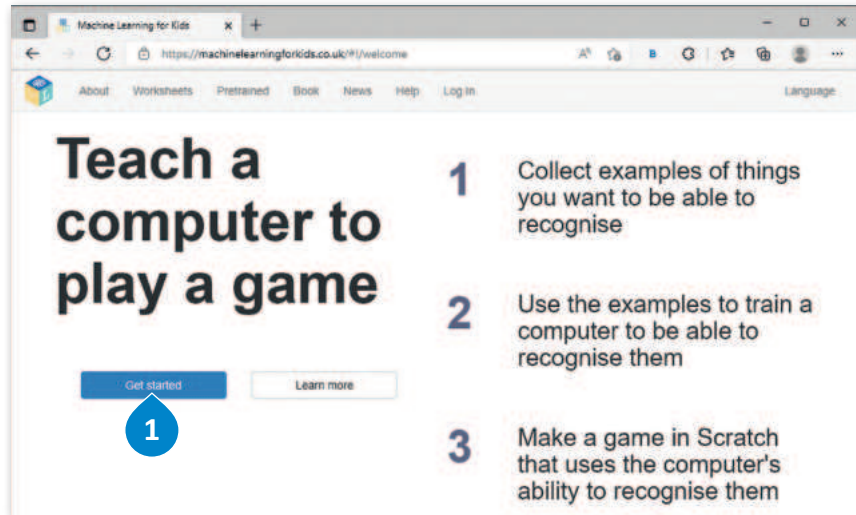 Machine Learning for Kids
https://machinelearningforkids.co.uk/#!/welcome
About Worksheets Pretrained Book News Help Log In Language
Teach a
computer to
play a game
Get started Learn more
1
1 Collect examples of things
you want to be able to
recognise
2 Use the examples to train a
computer to be able to
recognise them
3 Make a game in Scratch
that uses the computer's
ability to recognise them